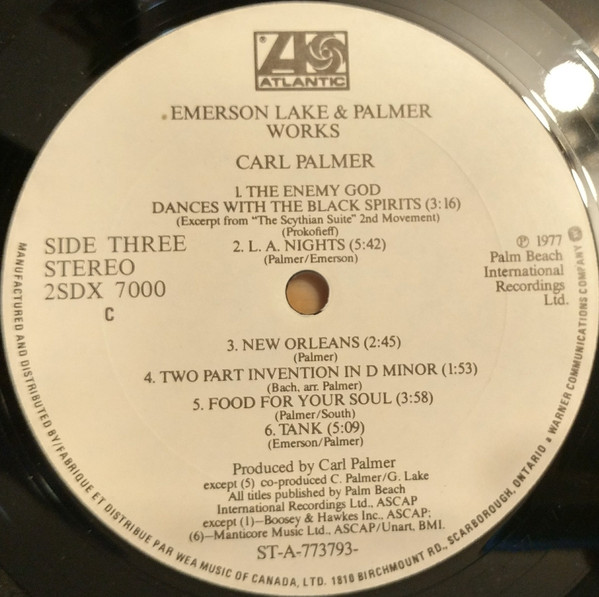 ATLANTIC
EMERSON LAKE & PALMER
WORKS
CARL PALMER
1. THE ENEMY GOD
DANCES WITH THE BLACK SPIRITS (3:16)
(Excerpt from "The Scythian Suite" 2nd Movement)
(Prokofieff)
2. L. A. NIGHTS (5:42)
(Palmer/Emerson)
SIDE THREE
STEREO
2SDX 7000
C
℗ 1977
Palm Beach
International
Recordings
Ltd.
3. NEW ORLEANS (2:45)
(Palmer)
4. TWO PART INVENTION IN D MINOR (1:53)
(Bach, arr. Palmer)
5. FOOD FOR YOUR SOUL (3:58)
(Palmer/South)
6. TANK (5:09)
(Emerson/Palmer)
Produced by Carl Palmer
except (5) co-produced C. Palmer/G. Lake
All titles published by Palm Beach
International Recordings Ltd., ASCAP
except (1)—Boosey & Hawkes Inc., ASCAP;
(6)—Manticore Music Ltd., ASCAP/Unart, BMI.
ST-A-773793-
MANUFACTURED AND DISTRIBUTED BY/FABRIQUE ET DISTRIBUE PAR WEA MUSIC OF CANADA, LTD. 1810 BIRCHMOUNT RD., SCARBOROUGH, ONTARIO • A WARNER COMMUNICATIONS COMPANY